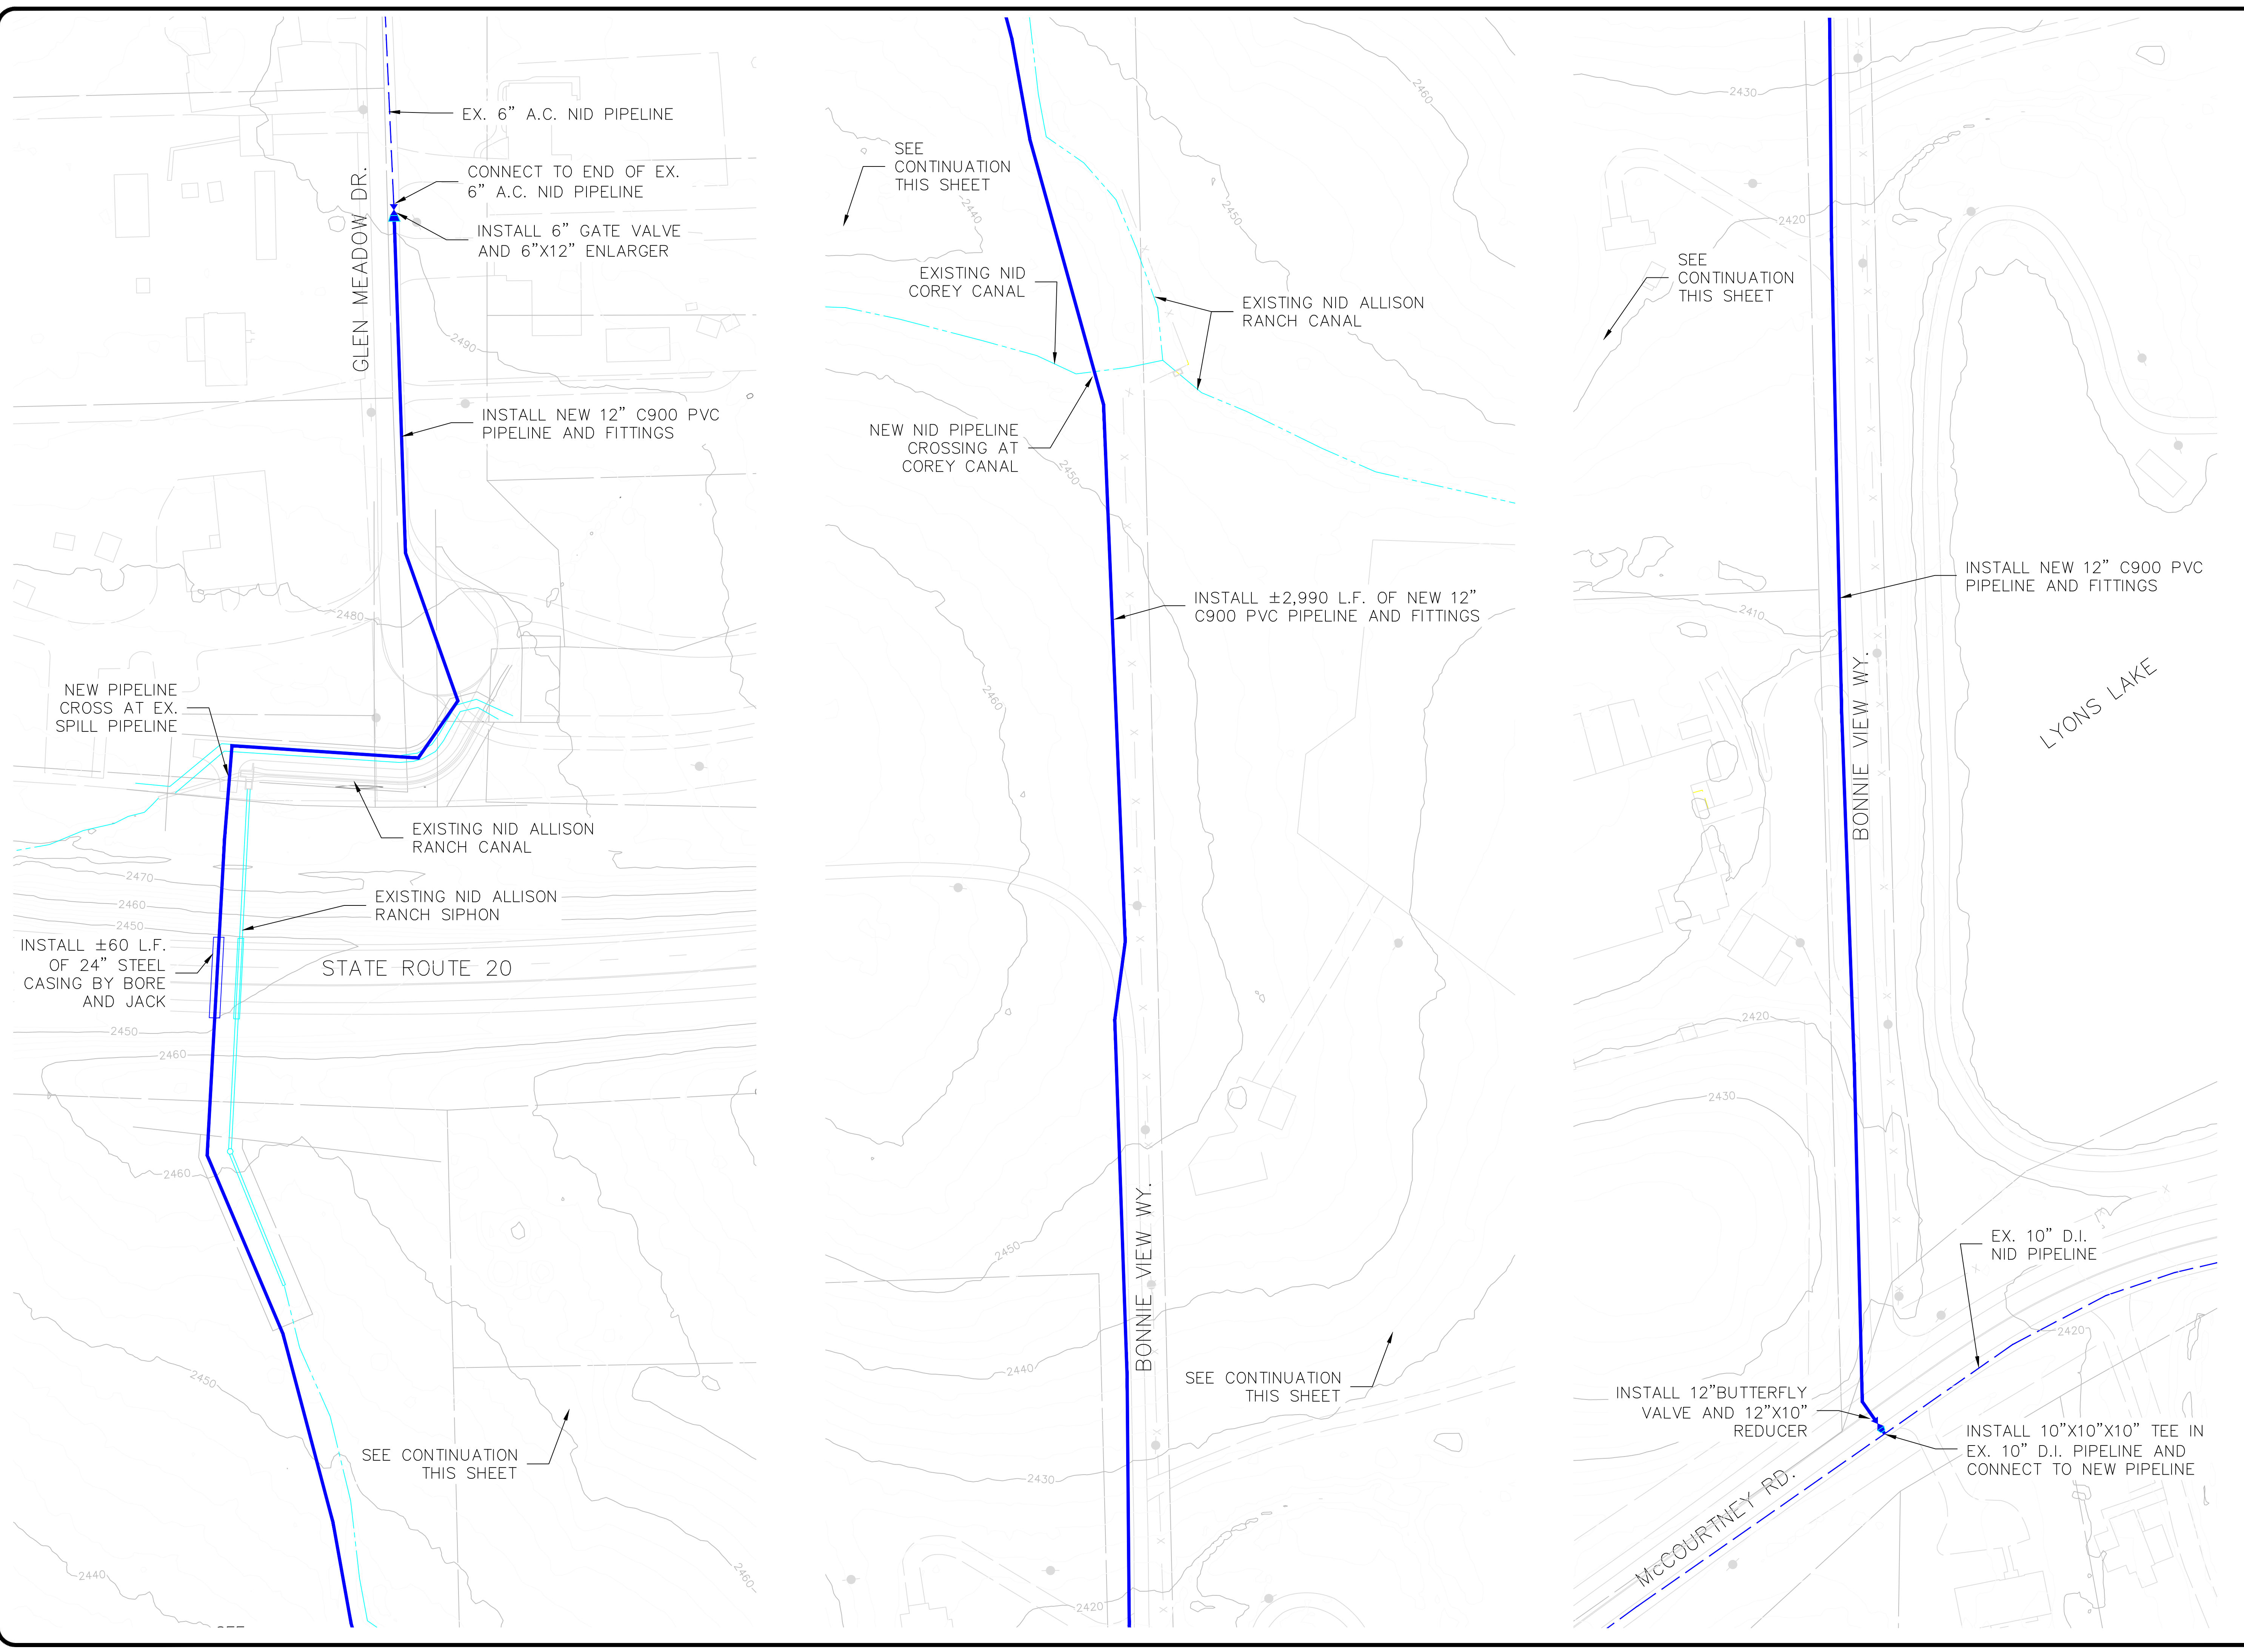 EX. 6” A.C. NID PIPELINE
CONNECT TO END OF EX.
6” A.C. NID PIPELINE
INSTALL 6” GATE VALVE
AND 6”X12” ENLARGER
GLEN MEADOW DR.
2490
INSTALL NEW 12” C900 PVC
PIPELINE AND FITTINGS
2480
NEW PIPELINE
CROSS AT EX.
SPILL PIPELINE
EXISTING NID ALLISON
RANCH CANAL
2470
2460
2450
EXISTING NID ALLISON
RANCH SIPHON
INSTALL ±60 L.F.
OF 24” STEEL
CASING BY BORE
AND JACK
STATE ROUTE 20
2450
2460
2460
2450
SEE CONTINUATION
THIS SHEET
2440
2460
2460
SEE
CONTINUATION
THIS SHEET
2440
2450
EXISTING NID
COREY CANAL
EXISTING NID ALLISON
RANCH CANAL
NEW NID PIPELINE
CROSSING AT
COREY CANAL
2450
INSTALL ±2,990 L.F. OF NEW 12”
C900 PVC PIPELINE AND FITTINGS
2460
2450
BONNIE VIEW WY.
2440
SEE CONTINUATION
THIS SHEET
2430
2420
2430
2420
SEE
CONTINUATION
THIS SHEET
INSTALL NEW 12” C900 PVC
PIPELINE AND FITTINGS
2410
BONNIE VIEW WY.
LYONS LAKE
2420
2430
EX. 10” D.I.
NID PIPELINE
2420
INSTALL 12”BUTTERFLY
VALVE AND 12”X10”
REDUCER
INSTALL 10”X10”X10” TEE IN
EX. 10” D.I. PIPELINE AND
CONNECT TO NEW PIPELINE
McCOURTNEY RD.